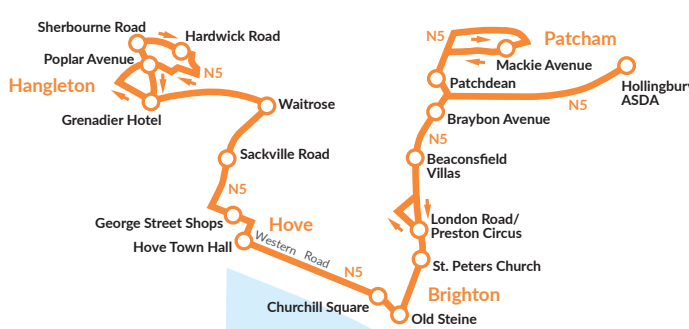 Sherbourne Road
Hardwick Road
Poplar Avenue
N5
Hangleton
Grenadier Hotel
Waitrose
Sackville Road
N5
George Street Shops
Hove
Hove Town Hall
Western Road
N5
Churchill Square
Old Steine
Brighton
St. Peters Church
London Road/
Preston Circus
Beaconsfield
Villas
N5
Braybon Avenue
Patchdean
N5
Mackie Avenue
Patcham
N5
Hollingbury
ASDA